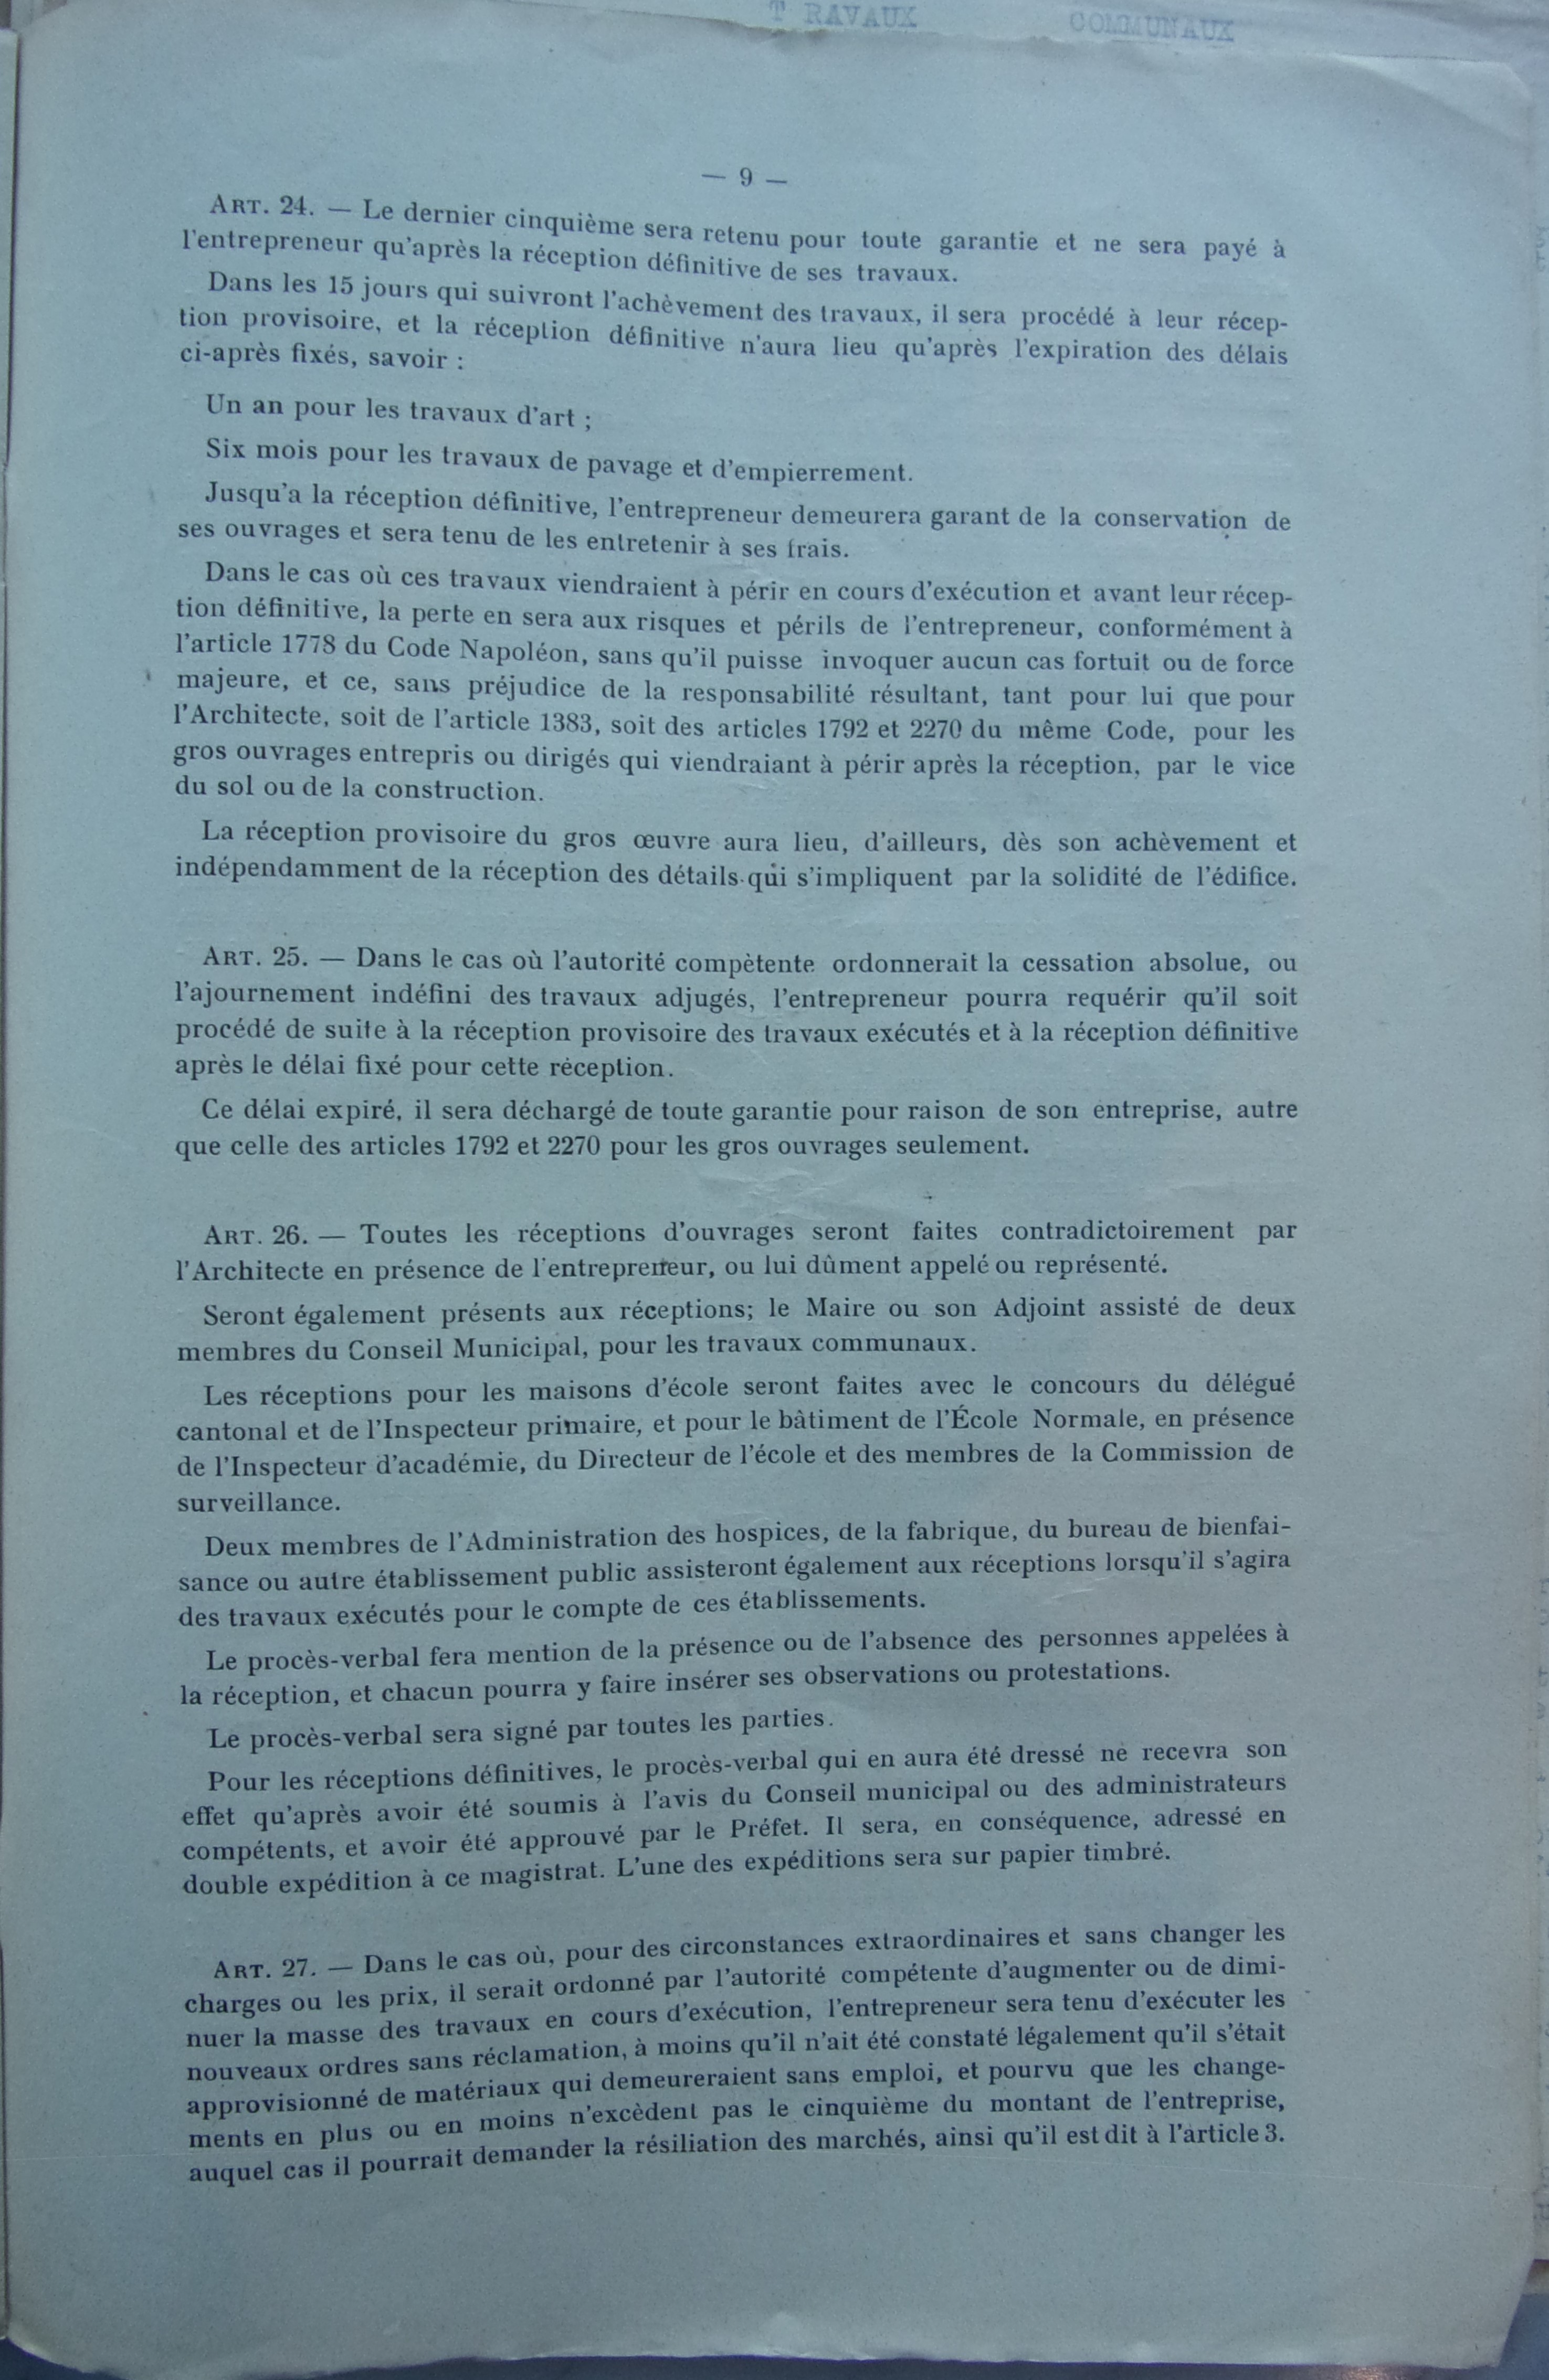 T RAVAUX COMMUNAUX
— 9 —
ART. 24. — Le dernier cinquième sera retenu pour toute garantie et ne sera payé à
l'entrepreneur qu'après la réception définitive de ses travaux.
Dans les 15 jours qui suivront l'achèvement des travaux, il sera procédé à leur récep-
tion provisoire, et la réception définitive n'aura lieu qu'après l'expiration des délais
ci-après fixés, savoir :
Un an pour les travaux d'art ;
Six mois pour les travaux de pavage et d'empierrement.
Jusqu'a la réception définitive, l'entrepreneur demeurera garant de la conservation de
ses ouvrages et sera tenu de les entretenir à ses frais.
Dans le cas où ces travaux viendraient à périr en cours d'exécution et avant leur récep-
tion définitive, la perte en sera aux risques et périls de l'entrepreneur, conformément à
l'article 1778 du Code Napoléon, sans qu'il puisse invoquer aucun cas fortuit ou de force
majeure, et ce, sans préjudice de la responsabilité résultant, tant pour lui que pour
l'Architecte, soit de l'article 1383, soit des articles 1792 et 2270 du même Code, pour les
gros ouvrages entrepris ou dirigés qui viendraiant à périr après la réception, par le vice
du sol ou de la construction.
La réception provisoire du gros œuvre aura lieu, d'ailleurs, dès son achèvement et
indépendamment de la réception des détails qui s'impliquent par la solidité de l'édifice.
ART. 25. — Dans le cas où l'autorité compètente ordonnerait la cessation absolue, ou
l'ajournement indéfini des travaux adjugés, l'entrepreneur pourra requérir qu'il soit
procédé de suite à la réception provisoire des travaux exécutés et à la réception définitive
après le délai fixé pour cette réception.
Ce délai expiré, il sera déchargé de toute garantie pour raison de son entreprise, autre
que celle des articles 1792 et 2270 pour les gros ouvrages seulement.
ART. 26. — Toutes les réceptions d'ouvrages seront faites contradictoirement par
l'Architecte en présence de l'entrepreneur, ou lui dûment appelé ou représenté.
Seront également présents aux réceptions; le Maire ou son Adjoint assisté de deux
membres du Conseil Municipal, pour les travaux communaux.
Les réceptions pour les maisons d'école seront faites avec le concours du délégué
cantonal et de l'Inspecteur primaire, et pour le bâtiment de l'École Normale, en présence
de l'Inspecteur d'académie, du Directeur de l'école et des membres de la Commission de
surveillance.
Deux membres de l'Administration des hospices, de la fabrique, du bureau de bienfai-
sance ou autre établissement public assisteront également aux réceptions lorsqu'il s'agira
des travaux exécutés pour le compte de ces établissements.
Le procès-verbal fera mention de la présence ou de l'absence des personnes appelées à
la réception, et chacun pourra y faire insérer ses observations ou protestations.
Le procès-verbal sera signé par toutes les parties.
Pour les réceptions définitives, le procès-verbal qui en aura été dressé ne recevra son
effet qu'après avoir été soumis à l'avis du Conseil municipal ou des administrateurs
compétents, et avoir été approuvé par le Préfet. Il sera, en conséquence, adressé en
double expédition à ce magistrat. L'une des expéditions sera sur papier timbré.
ART. 27. — Dans le cas où, pour des circonstances extraordinaires et sans changer les
charges ou les prix, il serait ordonné par l'autorité compétente d'augmenter ou de dimi-
nuer la masse des travaux en cours d'exécution, l'entrepreneur sera tenu d'exécuter les
nouveaux ordres sans réclamation, à moins qu'il n'ait été constaté légalement qu'il s'était
approvisionné de matériaux qui demeureraient sans emploi, et pourvu que les change-
ments en plus ou en moins n'excèdent pas le cinquième du montant de l'entreprise,
auquel cas il pourrait demander la résiliation des marchés, ainsi qu'il est dit à l'article 3.